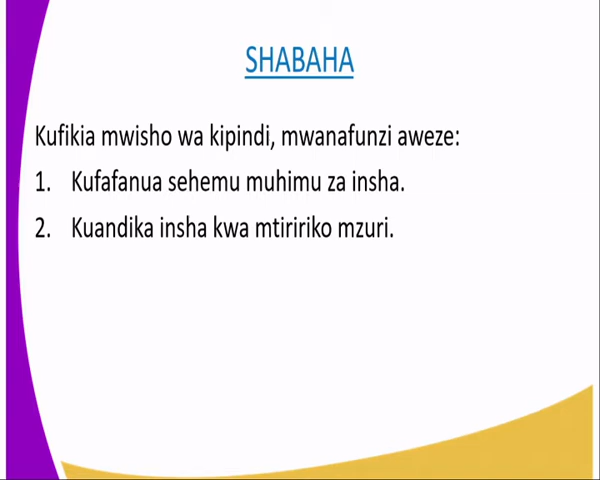 SHABAHA
Kufikia mwisho wa kipindi, mwanafunzi aweze:
1. Kufafanua sehemu muhimu za insha.
2. Kuandika insha kwa mtiririko mzuri.